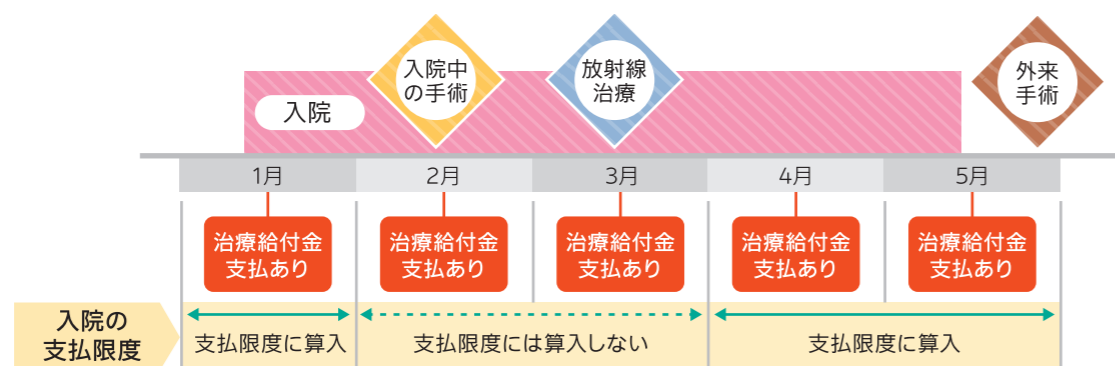 入院中
の手術
放射線
治療
外来
手術
入院
1月
2月
3月
4月
5月
治療給付金
支払あり
治療給付金
支払あり
治療給付金
支払あり
治療給付金
支払あり
治療給付金
支払あり
入院の
支払限度
支払限度に算入
支払限度には算入しない
支払限度に算入